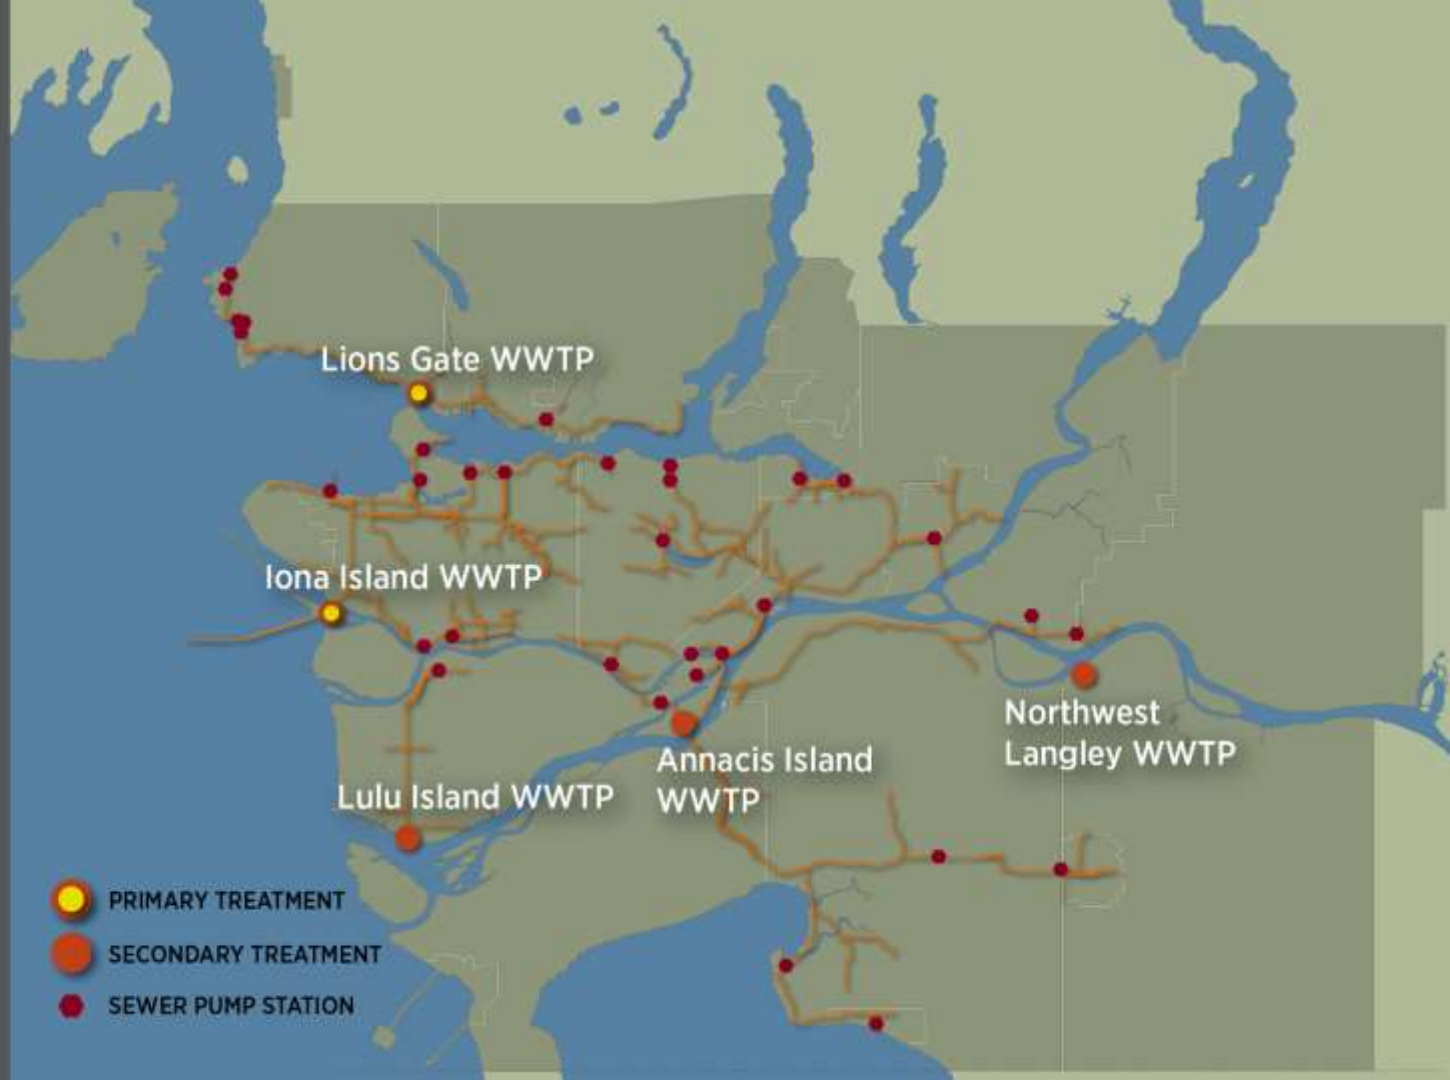 Lions Gate WWTP
Iona Island WWTP
Northwest
Langley WWTP
Annacis Island
WWTP
Lulu Island WWTP
PRIMARY TREATMENT
SECONDARY TREATMENT
SEWER PUMP STATION